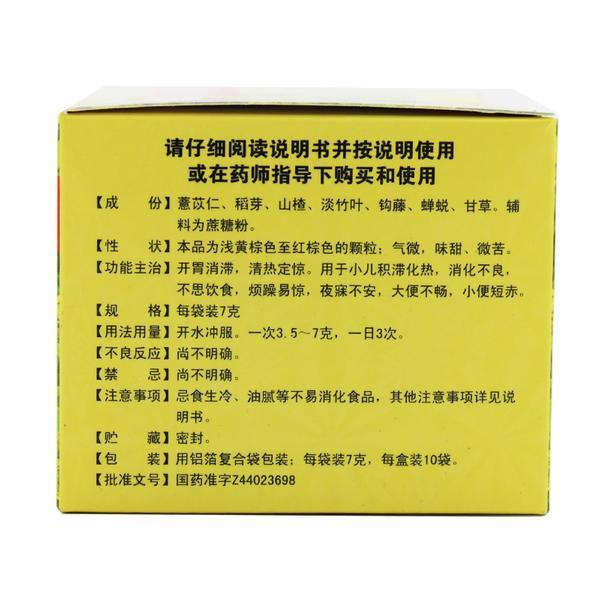 请仔细阅读说明书并按说明使用
或在药师指导下购买和使用
【成 份】薏苡仁、稻芽、山楂、淡竹叶、钩藤、蝉蜕、甘草。辅
料为蔗糖粉。
【性 状】本品为浅黄棕色至红棕色的颗粒；气微，味甜、微苦。
【功能主治】开胃消滞，清热定惊。用于小儿积滞化热，消化不良，
不思饮食，烦躁易惊，夜寐不安，大便不畅，小便短赤。
【规 格】每袋装7克
【用法用量】开水冲服。一次3.5～7克，一日3次。
【不良反应】尚不明确。
【禁 忌】尚不明确。
【注意事项】忌食生冷、油腻等不易消化食品，其他注意事项详见说
明书。
【贮 藏】密封。
【包 装】用铝箔复合袋包装；每袋装7克，每盒装10袋。
【批准文号】国药准字Z44023698